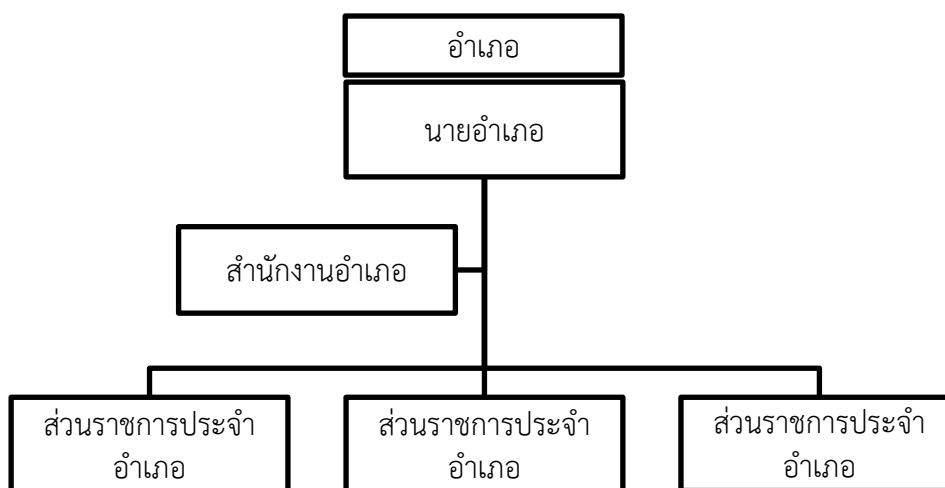 อำเภอ
นายอำเภอ
สำนักงานอำเภอ
ส่วนราชการประจำ
อำเภอ
ส่วนราชการประจำ
อำเภอ
ส่วนราชการประจำ
อำเภอ